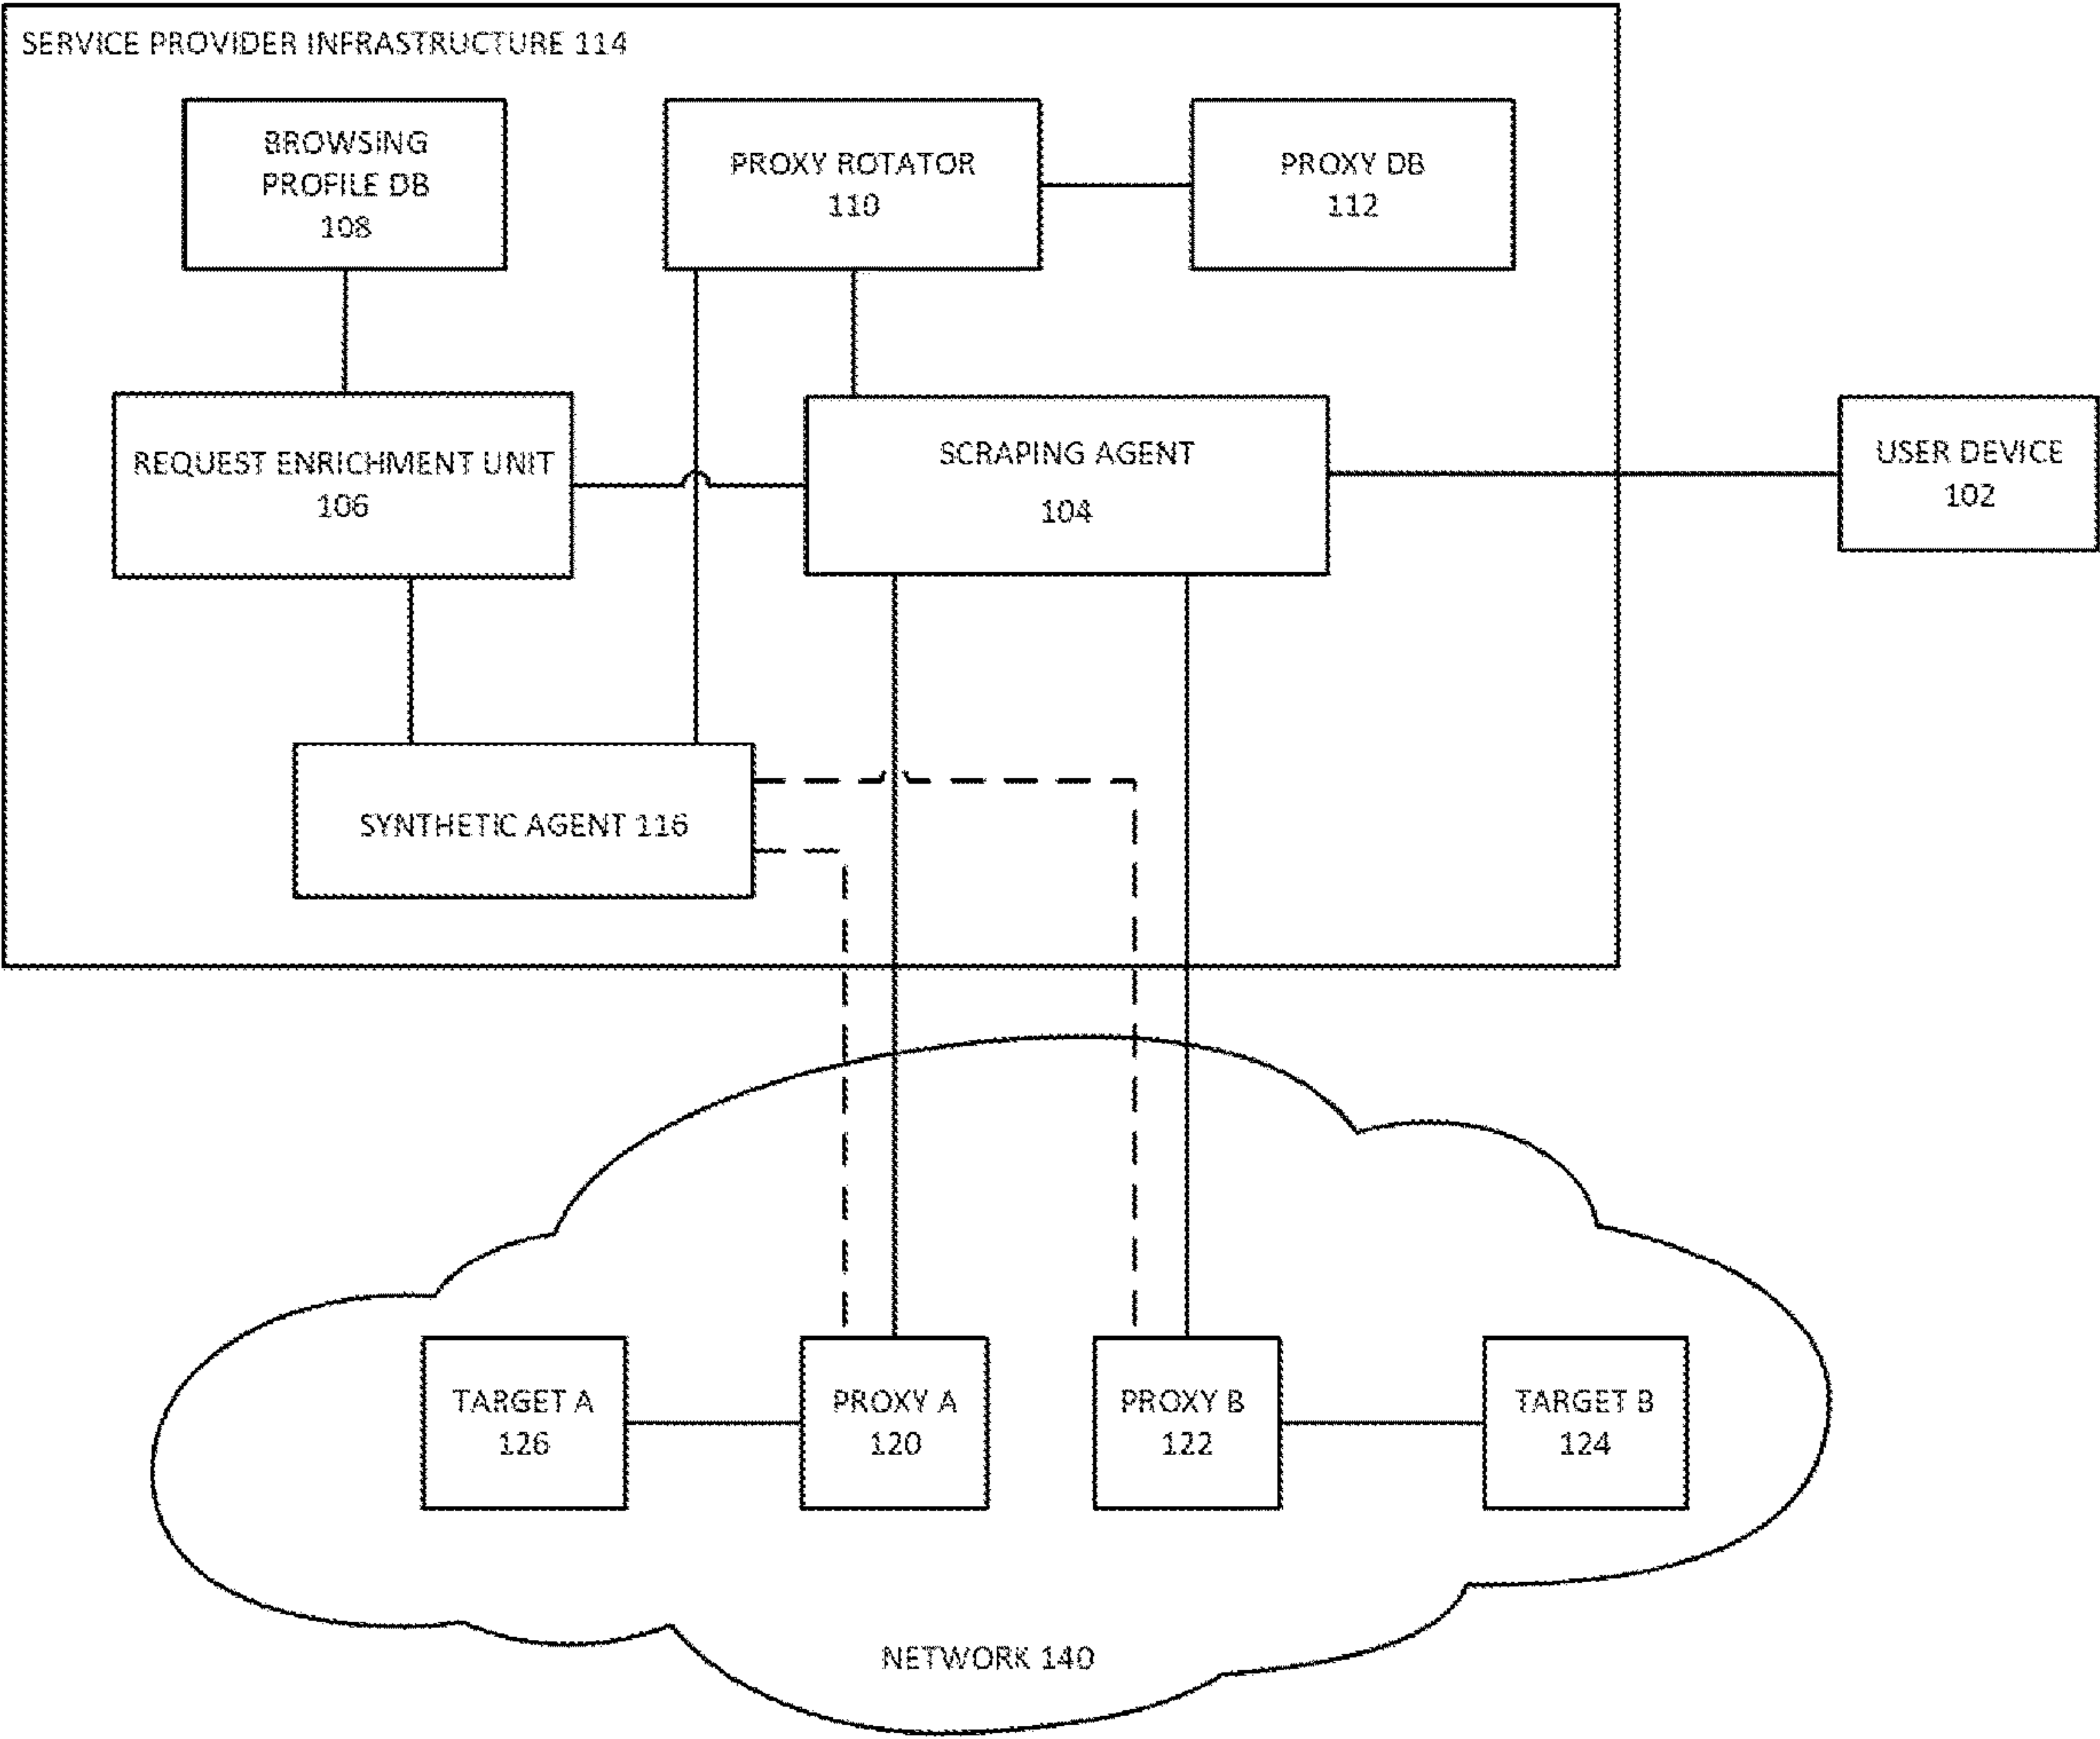 SERVICE PROVIDER INFRASTRUCTURE 114
BROWSING
PROFILE DB
108
PROXY ROTATOR
110
PROXY DB
112
REQUEST ENRICHMENT UNIT
106
SCRAPING AGENT
104
USER DEVICE
102
SYNTHETIC AGENT 116
TARGET A
126
PROXY A
120
PROXY B
122
TARGET B
124
NETWORK 140